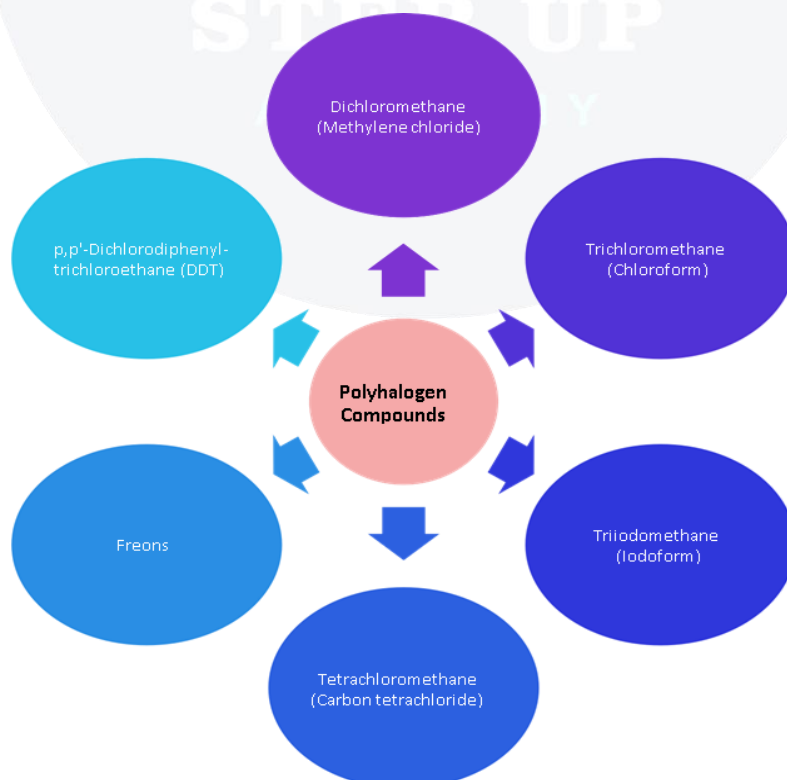 STEP UP
Dichloromethane
(Methylene chloride)
p,p'-Dichlorodiphenyl-
trichloroethane (DDT)
Trichloromethane
(Chloroform)
Polyhalogen
Compounds
Freons
Triiodomethane
(Iodoform)
Tetrachloromethane
(Carbon tetrachloride)